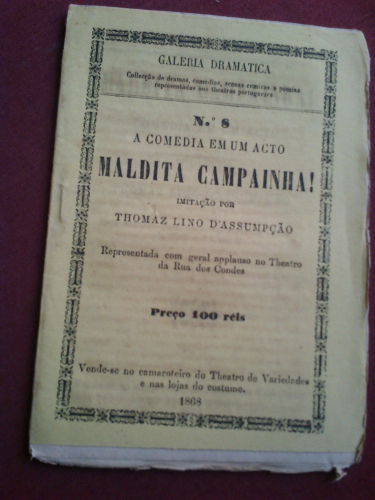 GALERIA DRAMATICA
Collecção de dramas, comedias, scenas comicas e poesias
representadas nos theatros portuguezes
N.º 8
A COMEDIA EM UM ACTO
MALDITA CAMPAINHA!
IMITAÇÃO POR
THOMAZ LINO D'ASSUMPÇÃO
Representada com geral applauso no Theatro
da Rua dos Condes
Preço 100 réis
Vende-se no camaroteiro do Theatro de Variedades
e nas lojas do costume.
1868